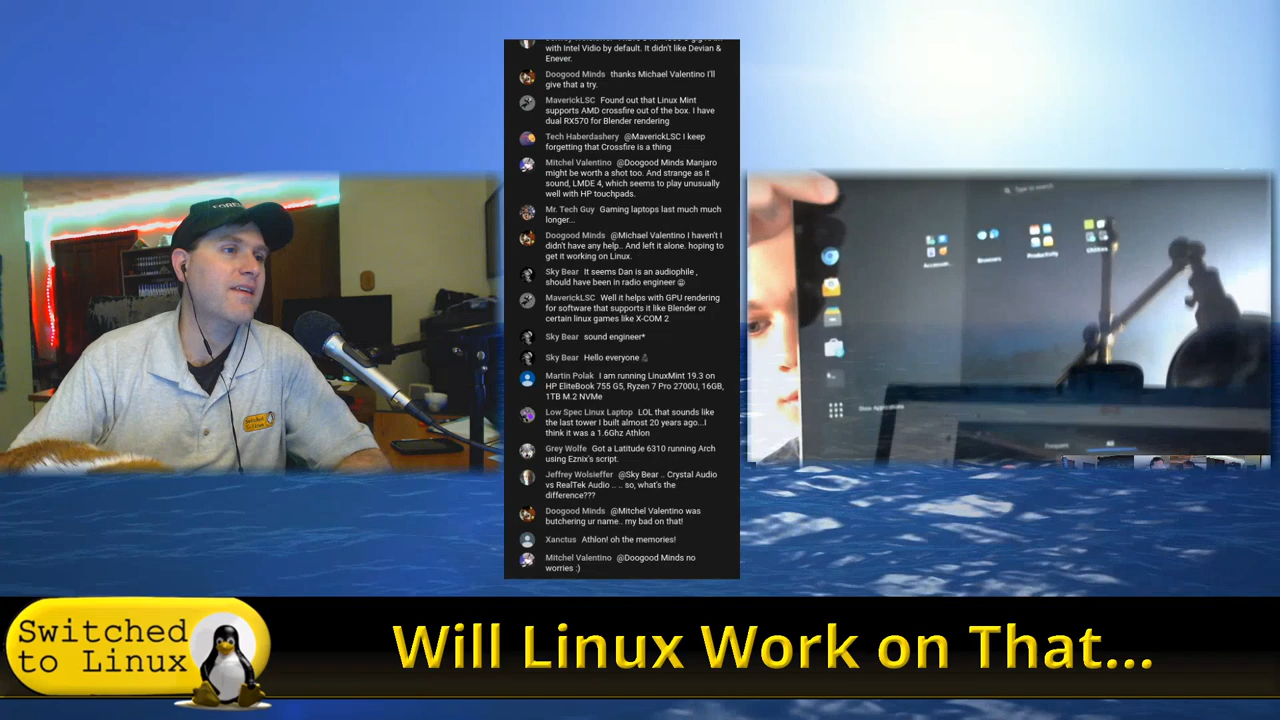 with Intel Vidio by default. It didn't like Devian &
Enever.
Doogood Minds thanks Michael Valentino I'll
give that a try.
MaverickLSC Found out that Linux Mint
supports AMD crossfire out of the box. I have
dual RX570 for Blender rendering
Tech Haberdashery @MaverickLSC I keep
forgetting that Crossfire is a thing
Mitchel Valentino @Doogood Minds Manjaro
might be worth a shot too. And strange as it
sound, LMDE 4, which seems to play unusually
well with HP touchpads.
Mr. Tech Guy Gaming laptops last much much
longer...
Doogood Minds @Michael Valentino I haven't I
didn't have any help.. And left it alone. hoping to
get it working on Linux.
Sky Bear It seems Dan is an audiophile ,
should have been in radio engineer 😁
MaverickLSC Well it helps with GPU rendering
for software that supports it like Blender or
certain linux games like X-COM 2
Sky Bear sound engineer*
Sky Bear Hello everyone
Martin Polak I am running LinuxMint 19.3 on
HP EliteBook 755 G5, Ryzen 7 Pro 2700U, 16GB,
1TB M.2 NVMe
Low Spec Linux Laptop LOL that sounds like
the last tower I built almost 20 years ago...I
think it was a 1.6Ghz Athlon
Grey Wolfe Got a Latitude 6310 running Arch
using Eznix's script.
Jeffrey Wolsieffer @Sky Bear .. Crystal Audio
vs RealTek Audio .. .. so, what's the
difference???
Doogood Minds @Mitchel Valentino was
butchering ur name.. my bad on that!
Xanctus Athlon! oh the memories!
Mitchel Valentino @Doogood Minds no
worries :)
Type to search
Browsers
Productivity
Utilities
Show Applications
Frequent
All
Switched
to Linux
Will Linux Work on That...